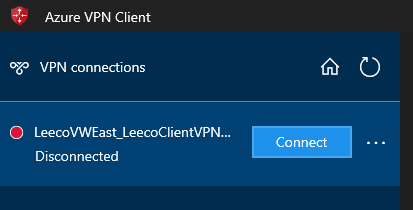 Azure VPN Client
VPN connections
LeecoVWEast_LeecoClientVPN...
Connect
Disconnected